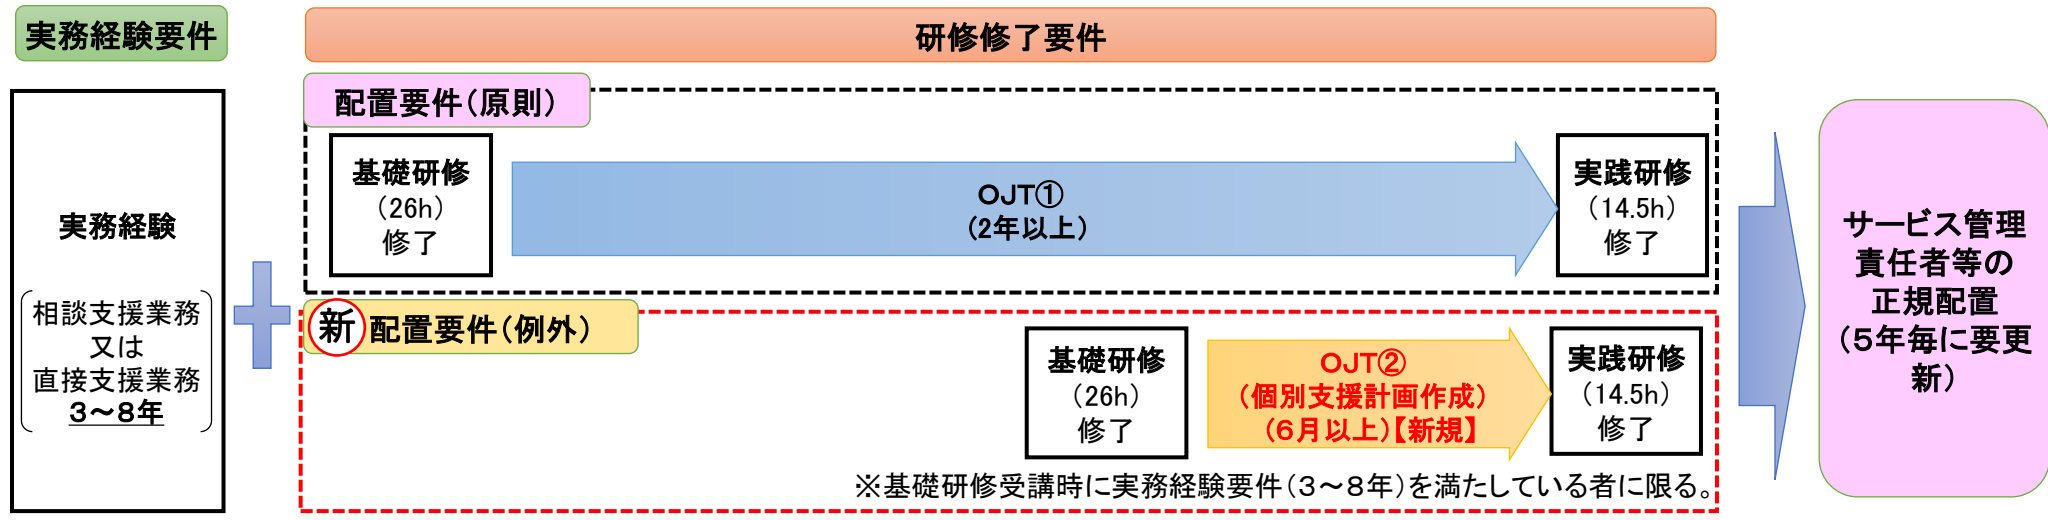 実務経験要件
研修修了要件
実務経験
相談支援業務
又は
直接支援業務
３～８年
配置要件（原則）
基礎研修
（26h）
修了
ＯＪＴ①
（2年以上）
実践研修
（14.5h）
修了
新 配置要件（例外）
基礎研修
（26h）
修了
ＯＪＴ②
（個別支援計画作成）
（６月以上）【新規】
実践研修
（14.5h）
修了
※基礎研修受講時に実務経験要件（３～８年）を満たしている者に限る。
サービス管理
責任者等の
正規配置
（５年毎に要更
新）